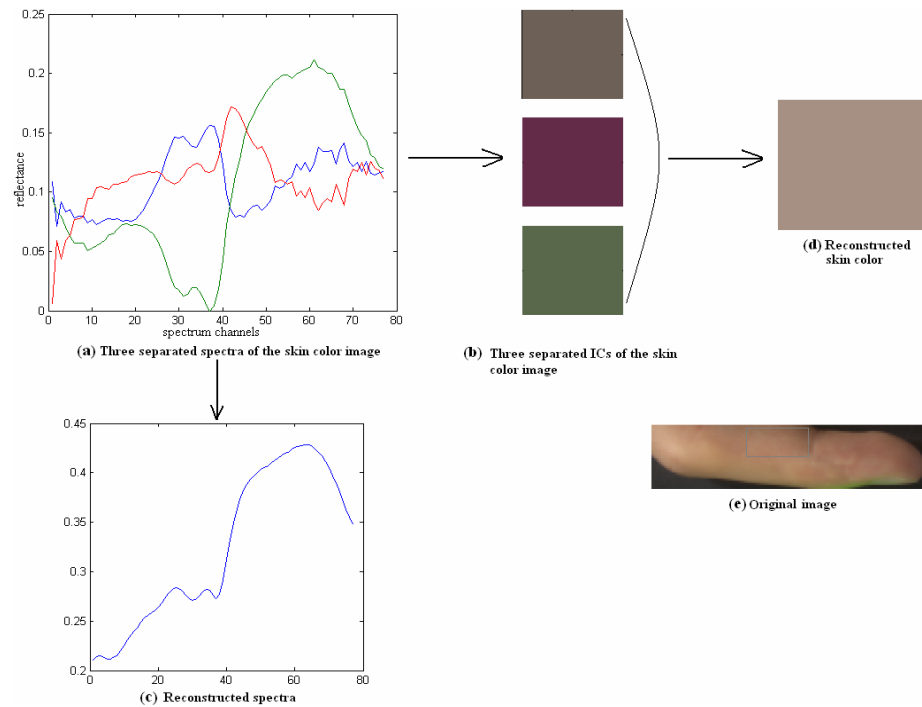 0.25
0.2
0.15
0.1
0.05
0
reflectance
0 10 20 30 40 50 60 70 80
spectrum channels
(a) Three separated spectra of the skin color image
(b) Three separated ICs of the skin
color image
(d) Reconstructed
skin color
0.45
0.4
0.35
0.3
0.25
0.2
0 20 40 60 80
(c) Reconstructed spectra
(e) Original image